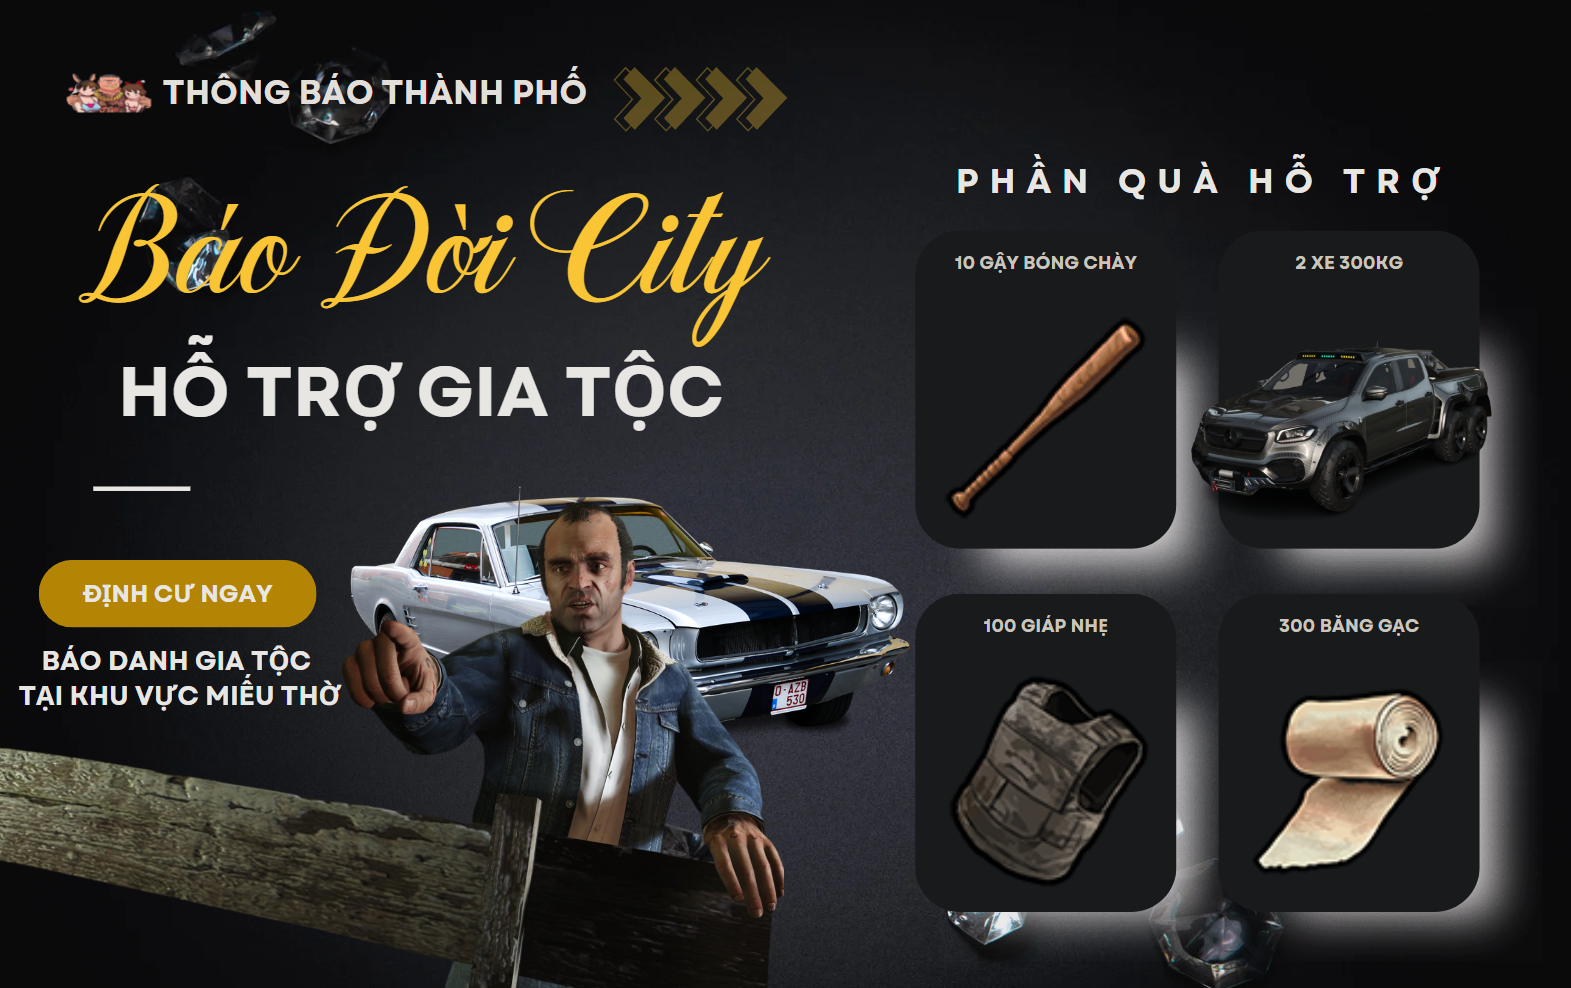 THÔNG BÁO THÀNH PHỐ
Báo Đời City
HỖ TRỢ GIA TỘC
ĐỊNH CƯ NGAY
BÁO DANH GIA TỘC
TẠI KHU VỰC MIẾU THỜ
O-AZB
530
PHẦN QUÀ HỖ TRỢ
10 GẬY BÓNG CHÀY
2 XE 300KG
100 GIÁP NHẸ
300 BĂNG GẠC